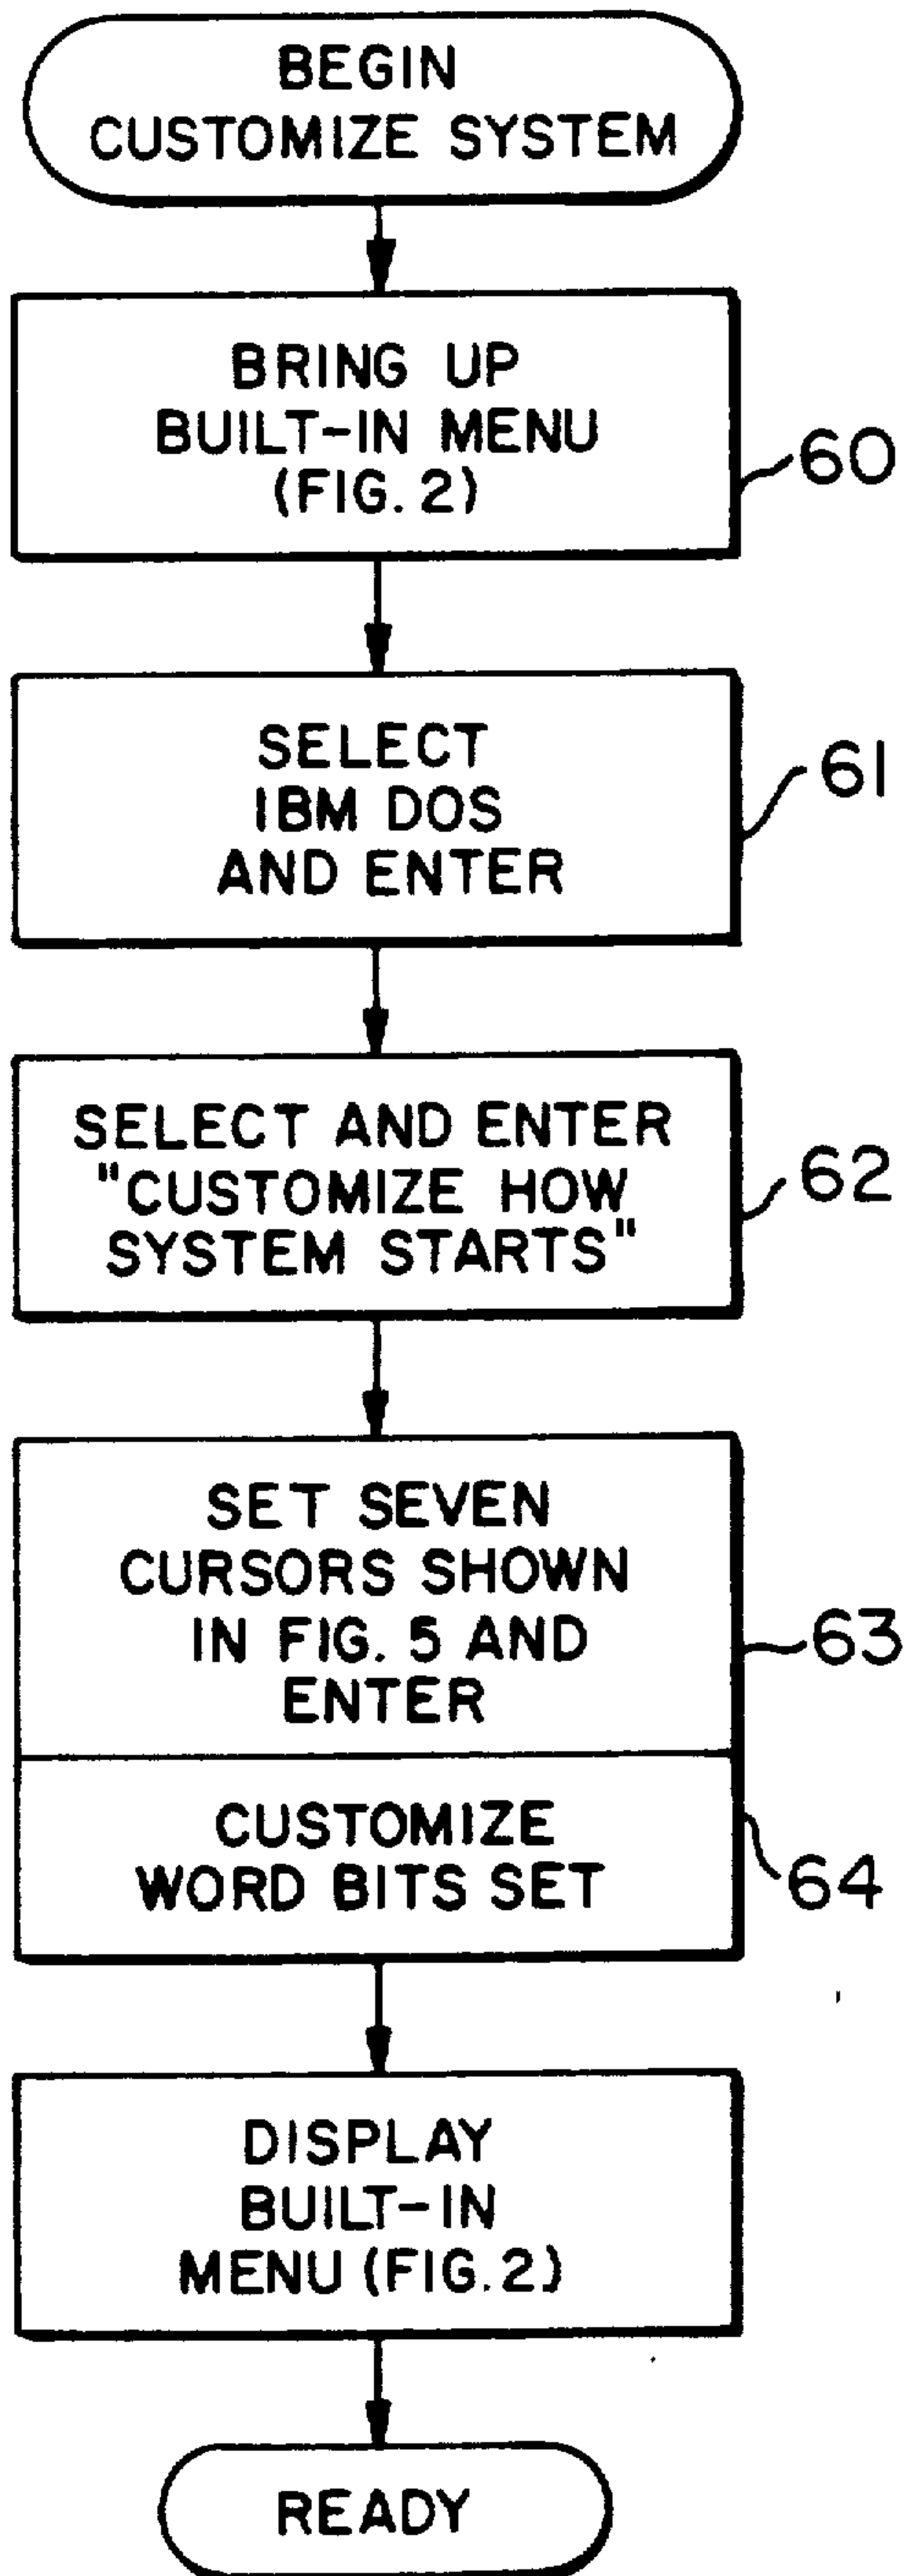 BEGIN
CUSTOMIZE SYSTEM
BRING UP
BUILT-IN MENU
(FIG. 2)
60
SELECT
IBM DOS
AND ENTER
61
SELECT AND ENTER
"CUSTOMIZE HOW
SYSTEM STARTS"
62
SET SEVEN
CURSORS SHOWN
IN FIG. 5 AND
ENTER
63
CUSTOMIZE
WORD BITS SET
64
DISPLAY
BUILT-IN
MENU (FIG. 2)
READY